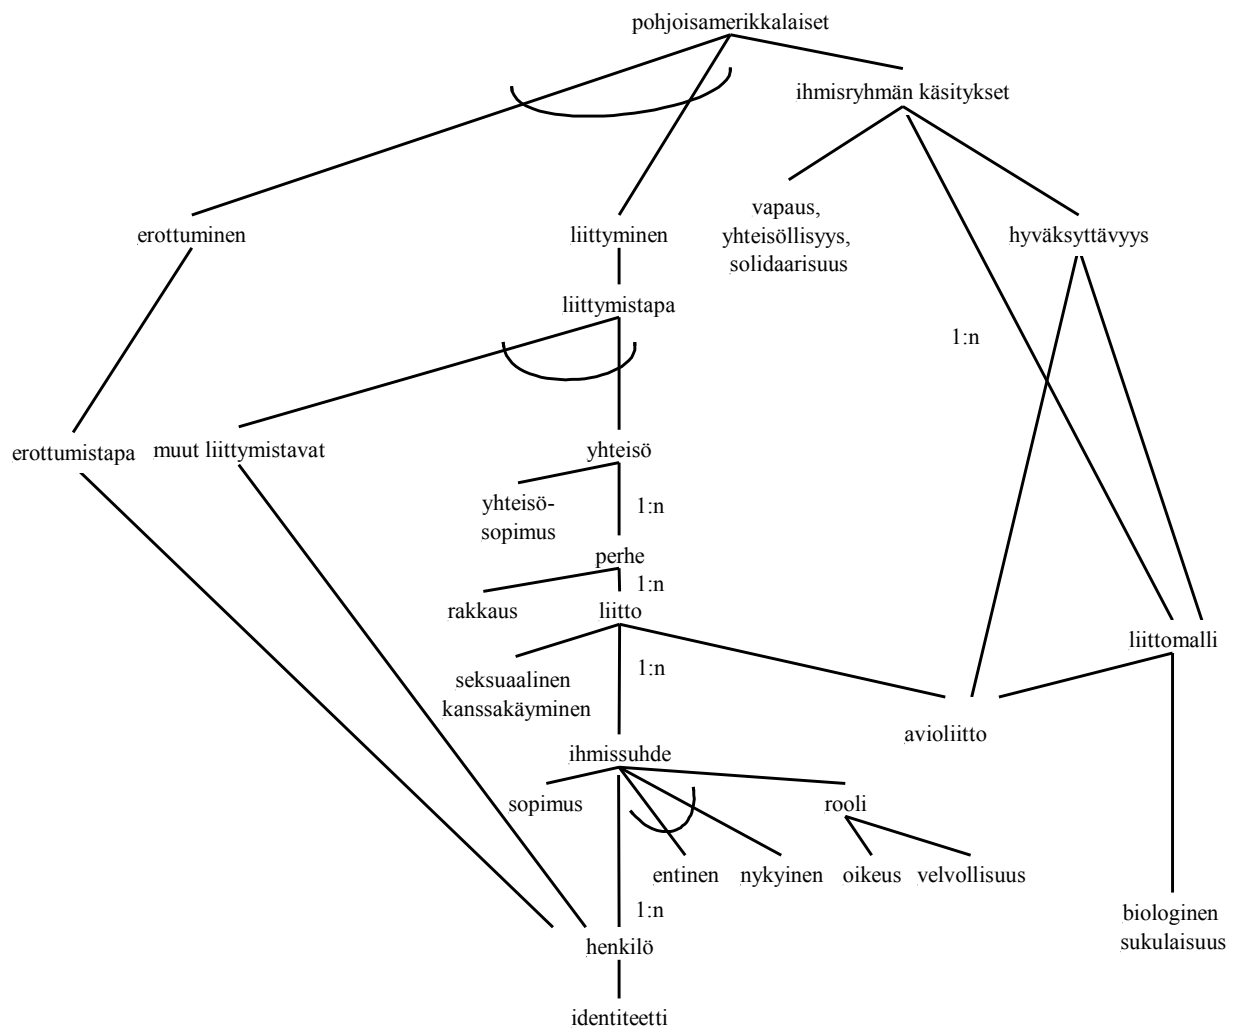 pohjoisamerikkalaiset
ihmisryhmän käsitykset
vapaus,
yhteisöllisyys,
solidaarisuus
erottuminen
liittyminen
hyväksyttävyys
liittymistapa
1:n
erottumistapa
muut liittymistavat
yhteisö
yhteisö-
sopimus
1:n
perhe
1:n
rakkaus
liitto
liittomalli
seksuaalinen
kanssakäyminen
1:n
avioliitto
ihmissuhde
sopimus
rooli
entinen
nykyinen
oikeus
velvollisuus
1:n
biologinen
sukulaisuus
henkilö
identiteetti